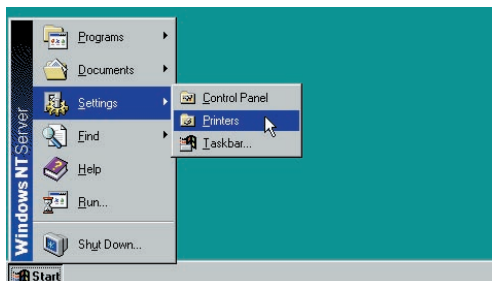 Programs
Documents
Settings
Find
Help
Run...
Shut Down...
Control Panel
Printers
Taskbar...
Windows NT Server
Start